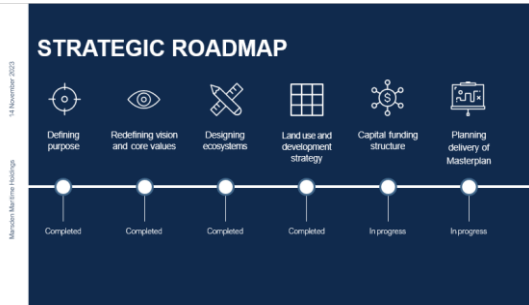 STRATEGIC ROADMAP
Defining
purpose
Redefining vision
and core values
Designing
ecosystems
Land use and
development
strategy
Capital funding
structure
Planning
delivery of
Masterplan
Completed
Completed
Completed
Completed
In progress
In progress
14 November 2023
Marsden Maritime Holdings